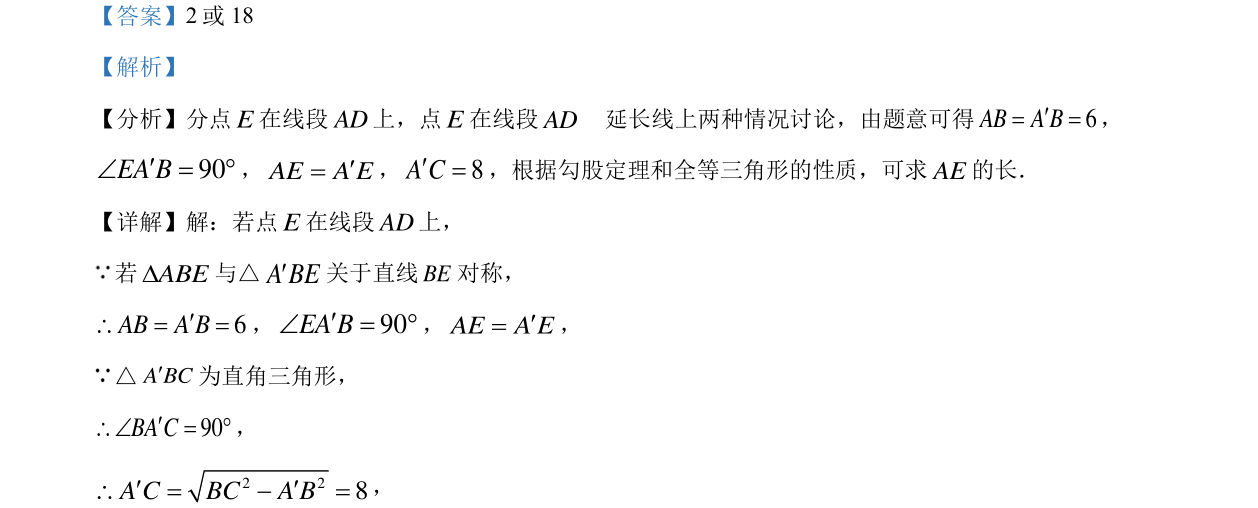 【答案】2 或 18
【解析】
【分析】分点 E 在线段 AD 上，点 E 在线段 AD 延长线上两种情况讨论，由题意可得 AB = A′B = 6，
∠EA′B = 90°，AE = A′E，A′C = 8，根据勾股定理和全等三角形的性质，可求 AE 的长．
【详解】解：若点 E 在线段 AD 上，
∵若 ΔABE 与△ A′BE 关于直线 BE 对称，
∴ AB = A′B = 6，∠EA′B = 90°，AE = A′E，
∵△ A′BC 为直角三角形，
∴∠BA′C = 90°，
∴ A′C = √(BC² − A′B²) = 8，